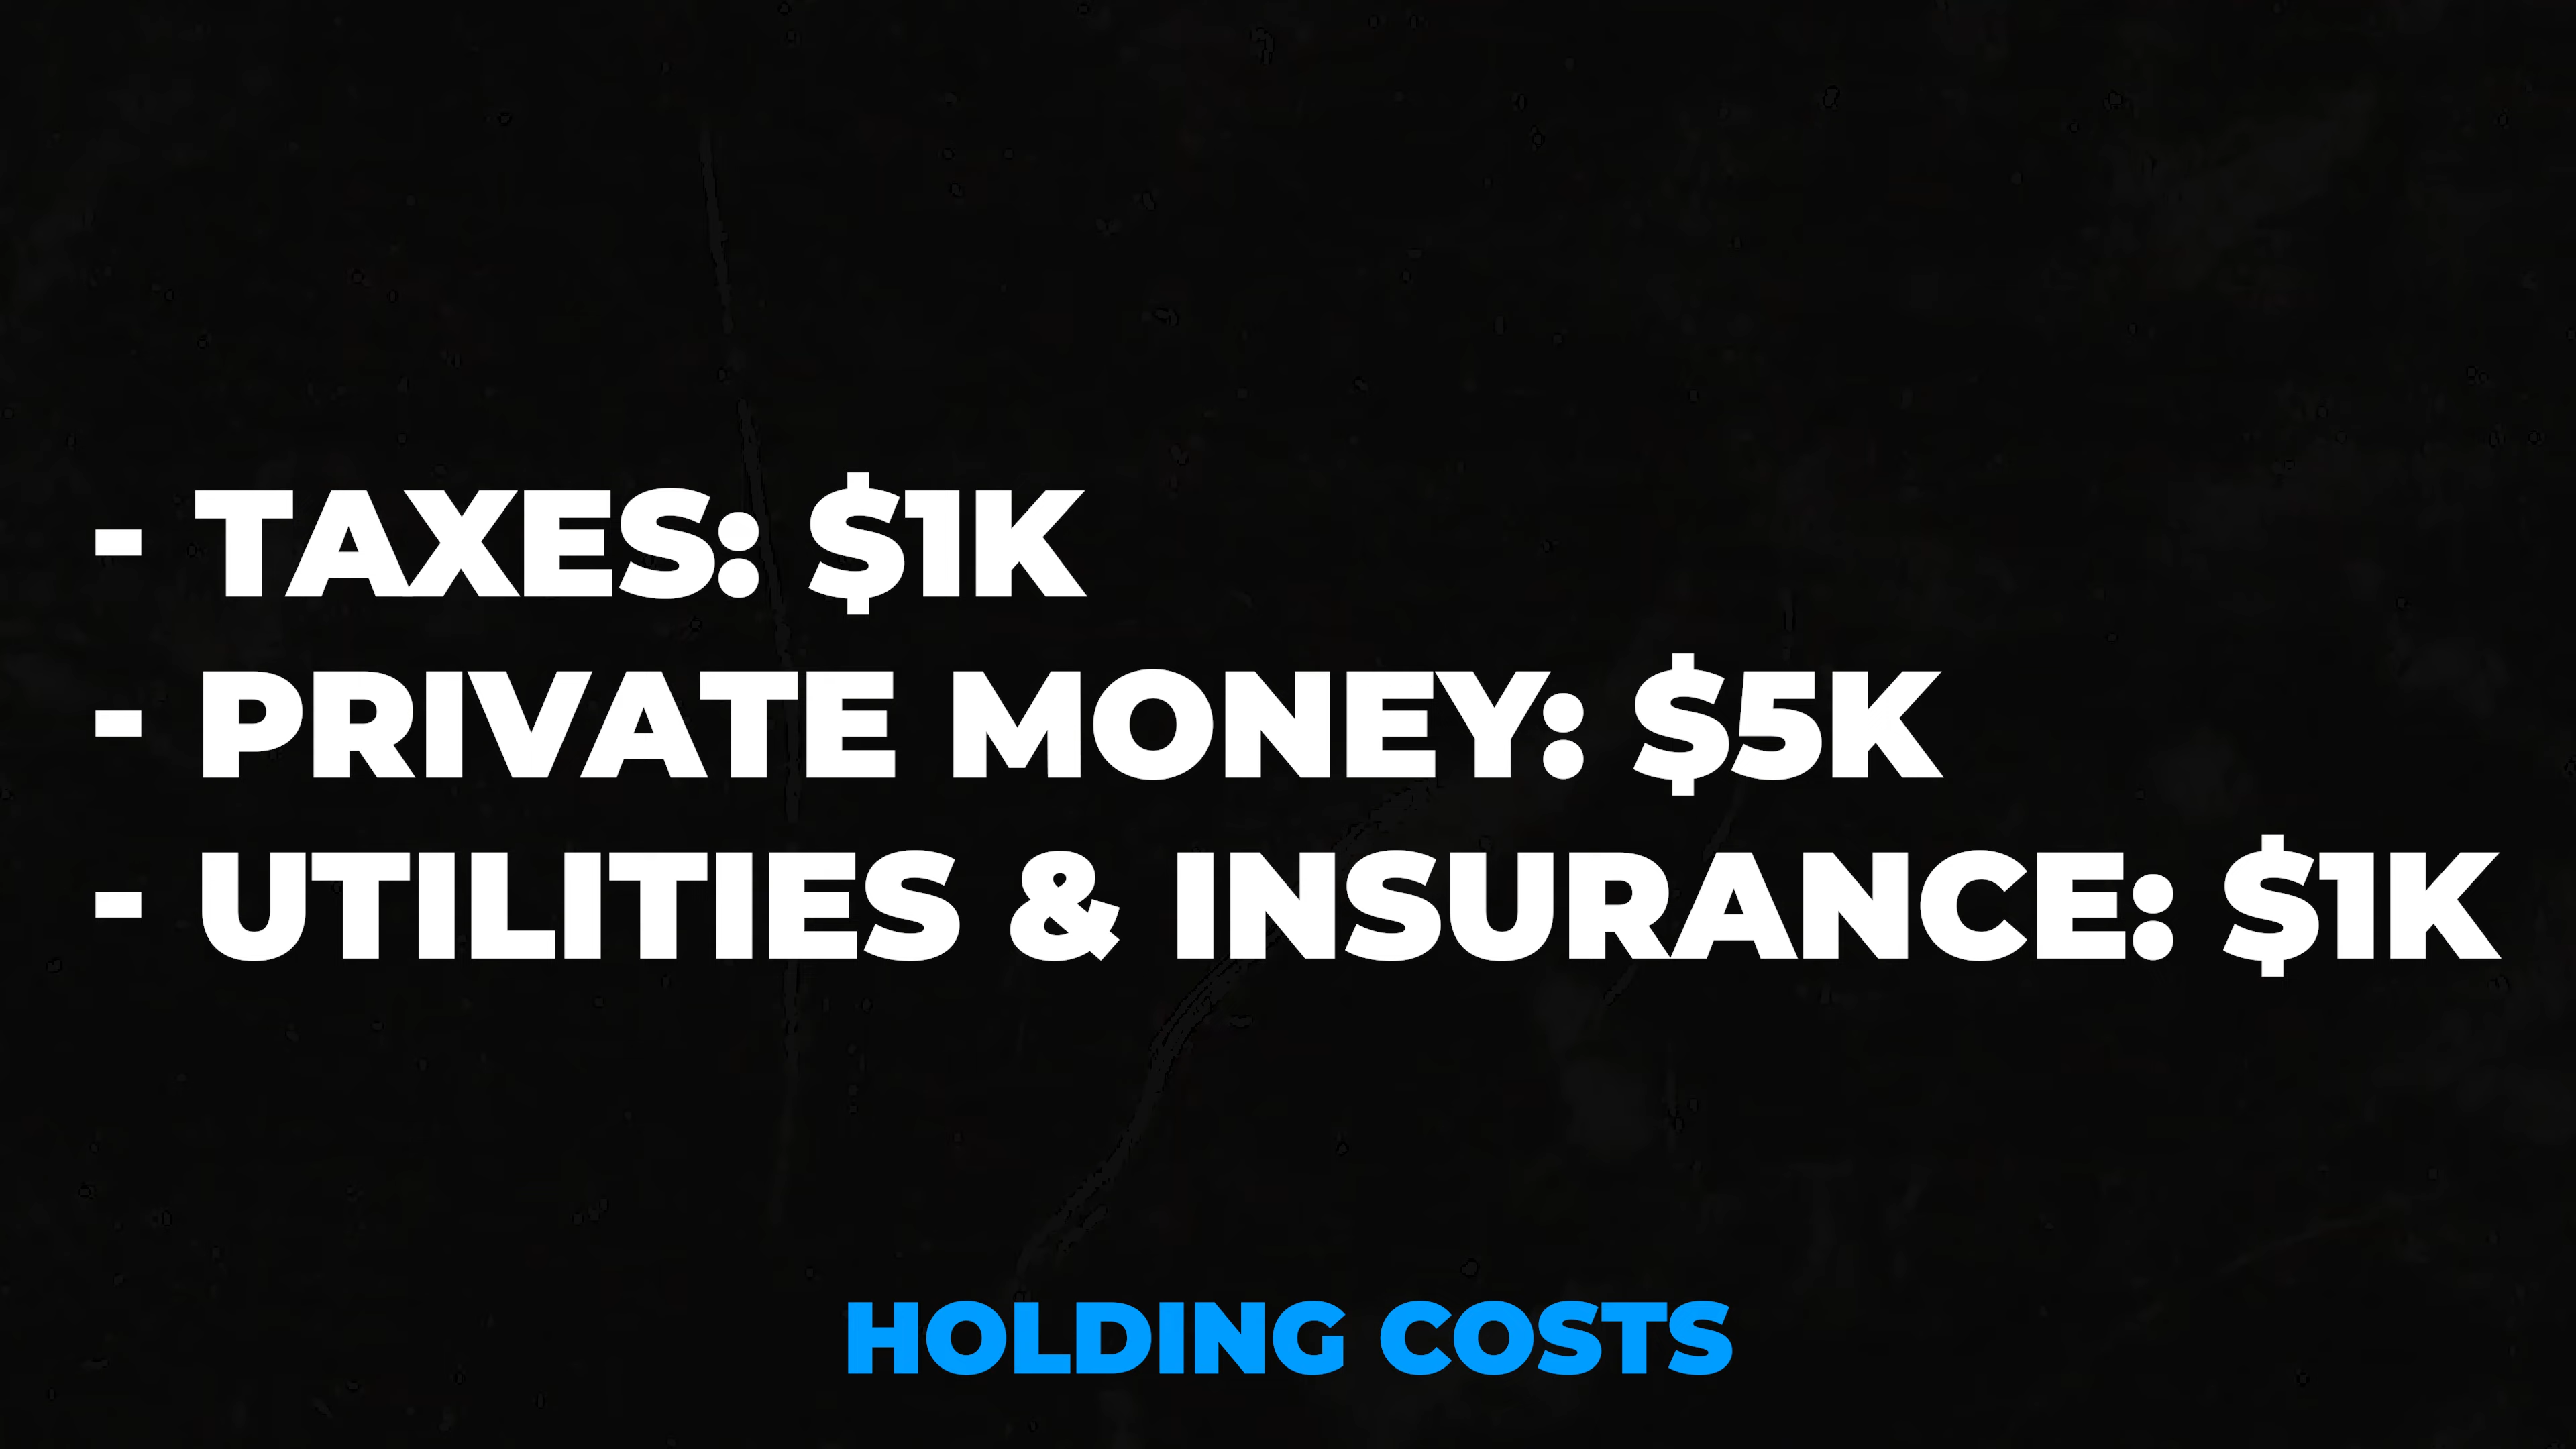 - TAXES: $1K
- PRIVATE MONEY: $5K
- UTILITIES & INSURANCE: $1K
HOLDING COSTS